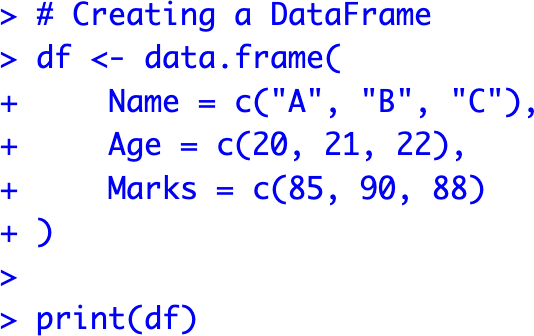 > # Creating a DataFrame
> df <- data.frame(
+     Name = c("A", "B", "C"),
+     Age = c(20, 21, 22),
+     Marks = c(85, 90, 88)
+ )
>
> print(df)